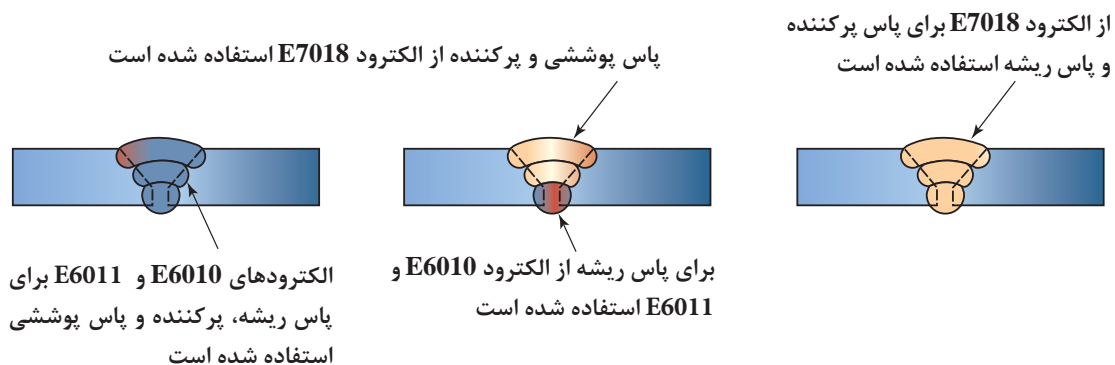 از الکترود E7018 برای پاس پرکننده
و پاس ریشه استفاده شده است
پاس پوششی و پرکننده از الکترود E7018 استفاده شده است
برای پاس ریشه از الکترود E6010 و
E6011 استفاده شده است
الکترودهای E6010 و E6011 برای
پاس ریشه، پرکننده و پاس پوششی
استفاده شده است